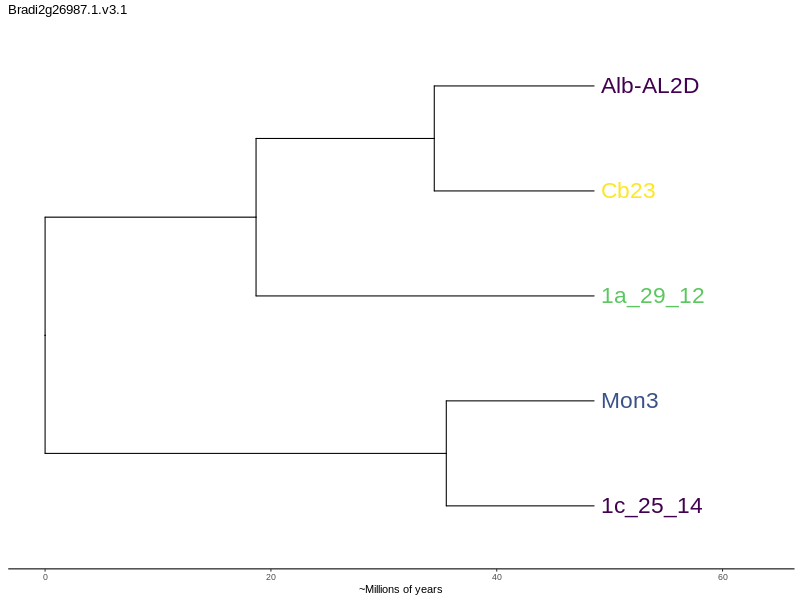 Bradi2g26987.1.v3.1
Alb-AL2D
Cb23
1a_29_12
Mon3
1c_25_14
0 20 40 60
~Millions of years